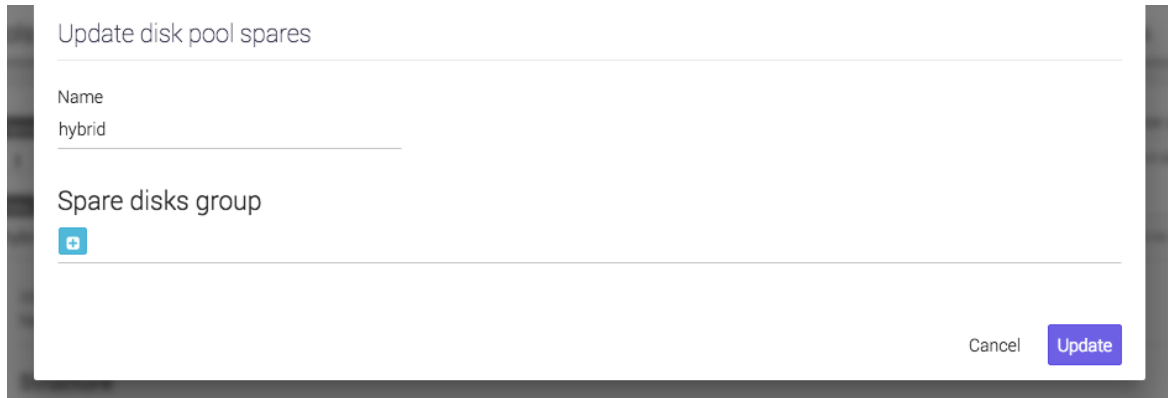 Update disk pool spares
Name
hybrid
Spare disks group
Cancel
Update